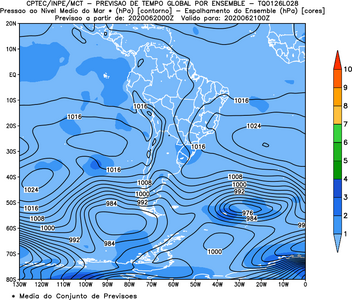 CPTEC/INPE/MCT – PREVISAO DE TEMPO GLOBAL POR ENSEMBLE – TQ0126L028
Pressao ao Nivel Medio do Mar * (hPa) [contorno] – Espalhamento do Ensemble (hPa) [cores]
Previsao a partir de: 2020062000Z Valido para: 2020062100Z
20N
10N
EQ
10S
20S
30S
40S
50S
60S
70S
80S
130W 120W 110W 100W 90W 80W 70W 60W 50W 40W 30W 20W 10W 0
1016
1016
1016
1024
1016
1016
1024
1008
1008
1000
1000
992
992
1016
1008
984
992
976
984
1000
992
984
1000
10
9
8
7
6
5
4
3
2
1
* Media do Conjunto de Previsoes